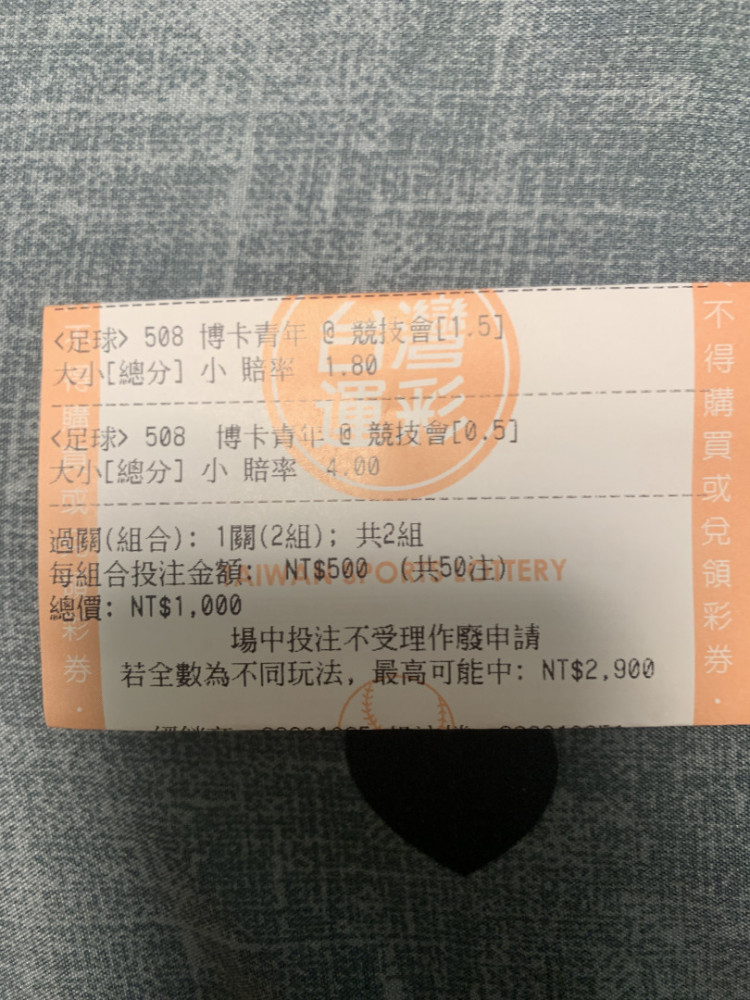 <足球> 508 博卡青年 @ 競技會[1.5]
大小[總分] 小 賠率 1.80
<足球> 508 博卡青年 @ 競技會[0.5]
大小[總分] 小 賠率 4.00
過關(組合): 1關(2組); 共2組
每組合投注金額: NT$500 (共50注)
總價: NT$1,000
場中投注不受理作廢申請
若全數為不同玩法, 最高可能中: NT$2,900
台灣
運彩
TAIWAN SPORTS LOTTERY
不得購買或兌領彩券.